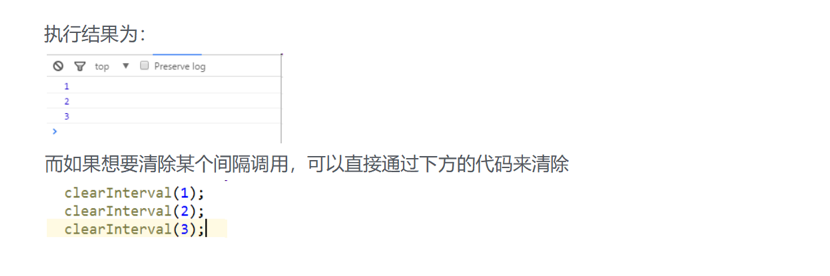 执行结果为：
top ▼ Preserve log
1
2
3
>
而如果想要清除某个间隔调用，可以直接通过下方的代码来清除
clearInterval(1);
clearInterval(2);
clearInterval(3);